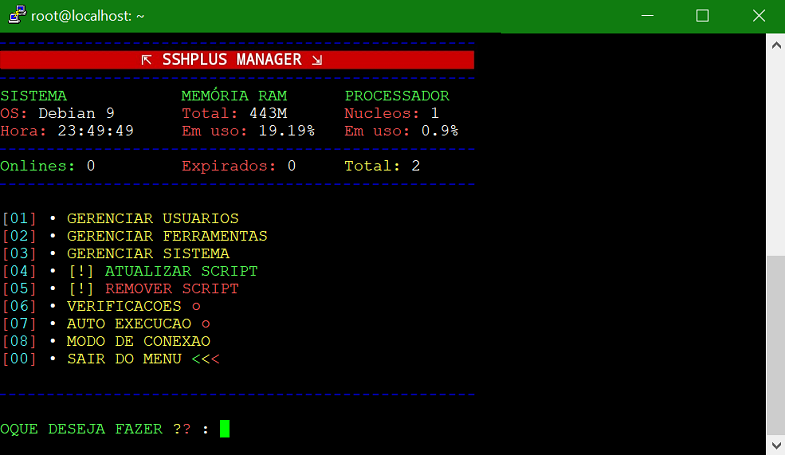 root@localhost: ~
⇱ SSHPLUS MANAGER ⇲
SISTEMA MEMÓRIA RAM PROCESSADOR
OS: Debian 9 Total: 443M Nucleos: 1
Hora: 23:49:49 Em uso: 19.19% Em uso: 0.9%
Onlines: 0 Expirados: 0 Total: 2
[01] • GERENCIAR USUARIOS
[02] • GERENCIAR FERRAMENTAS
[03] • GERENCIAR SISTEMA
[04] • [!] ATUALIZAR SCRIPT
[05] • [!] REMOVER SCRIPT
[06] • VERIFICACOES ○
[07] • AUTO EXECUCAO ○
[08] • MODO DE CONEXAO
[00] • SAIR DO MENU <<<
OQUE DESEJA FAZER ?? :